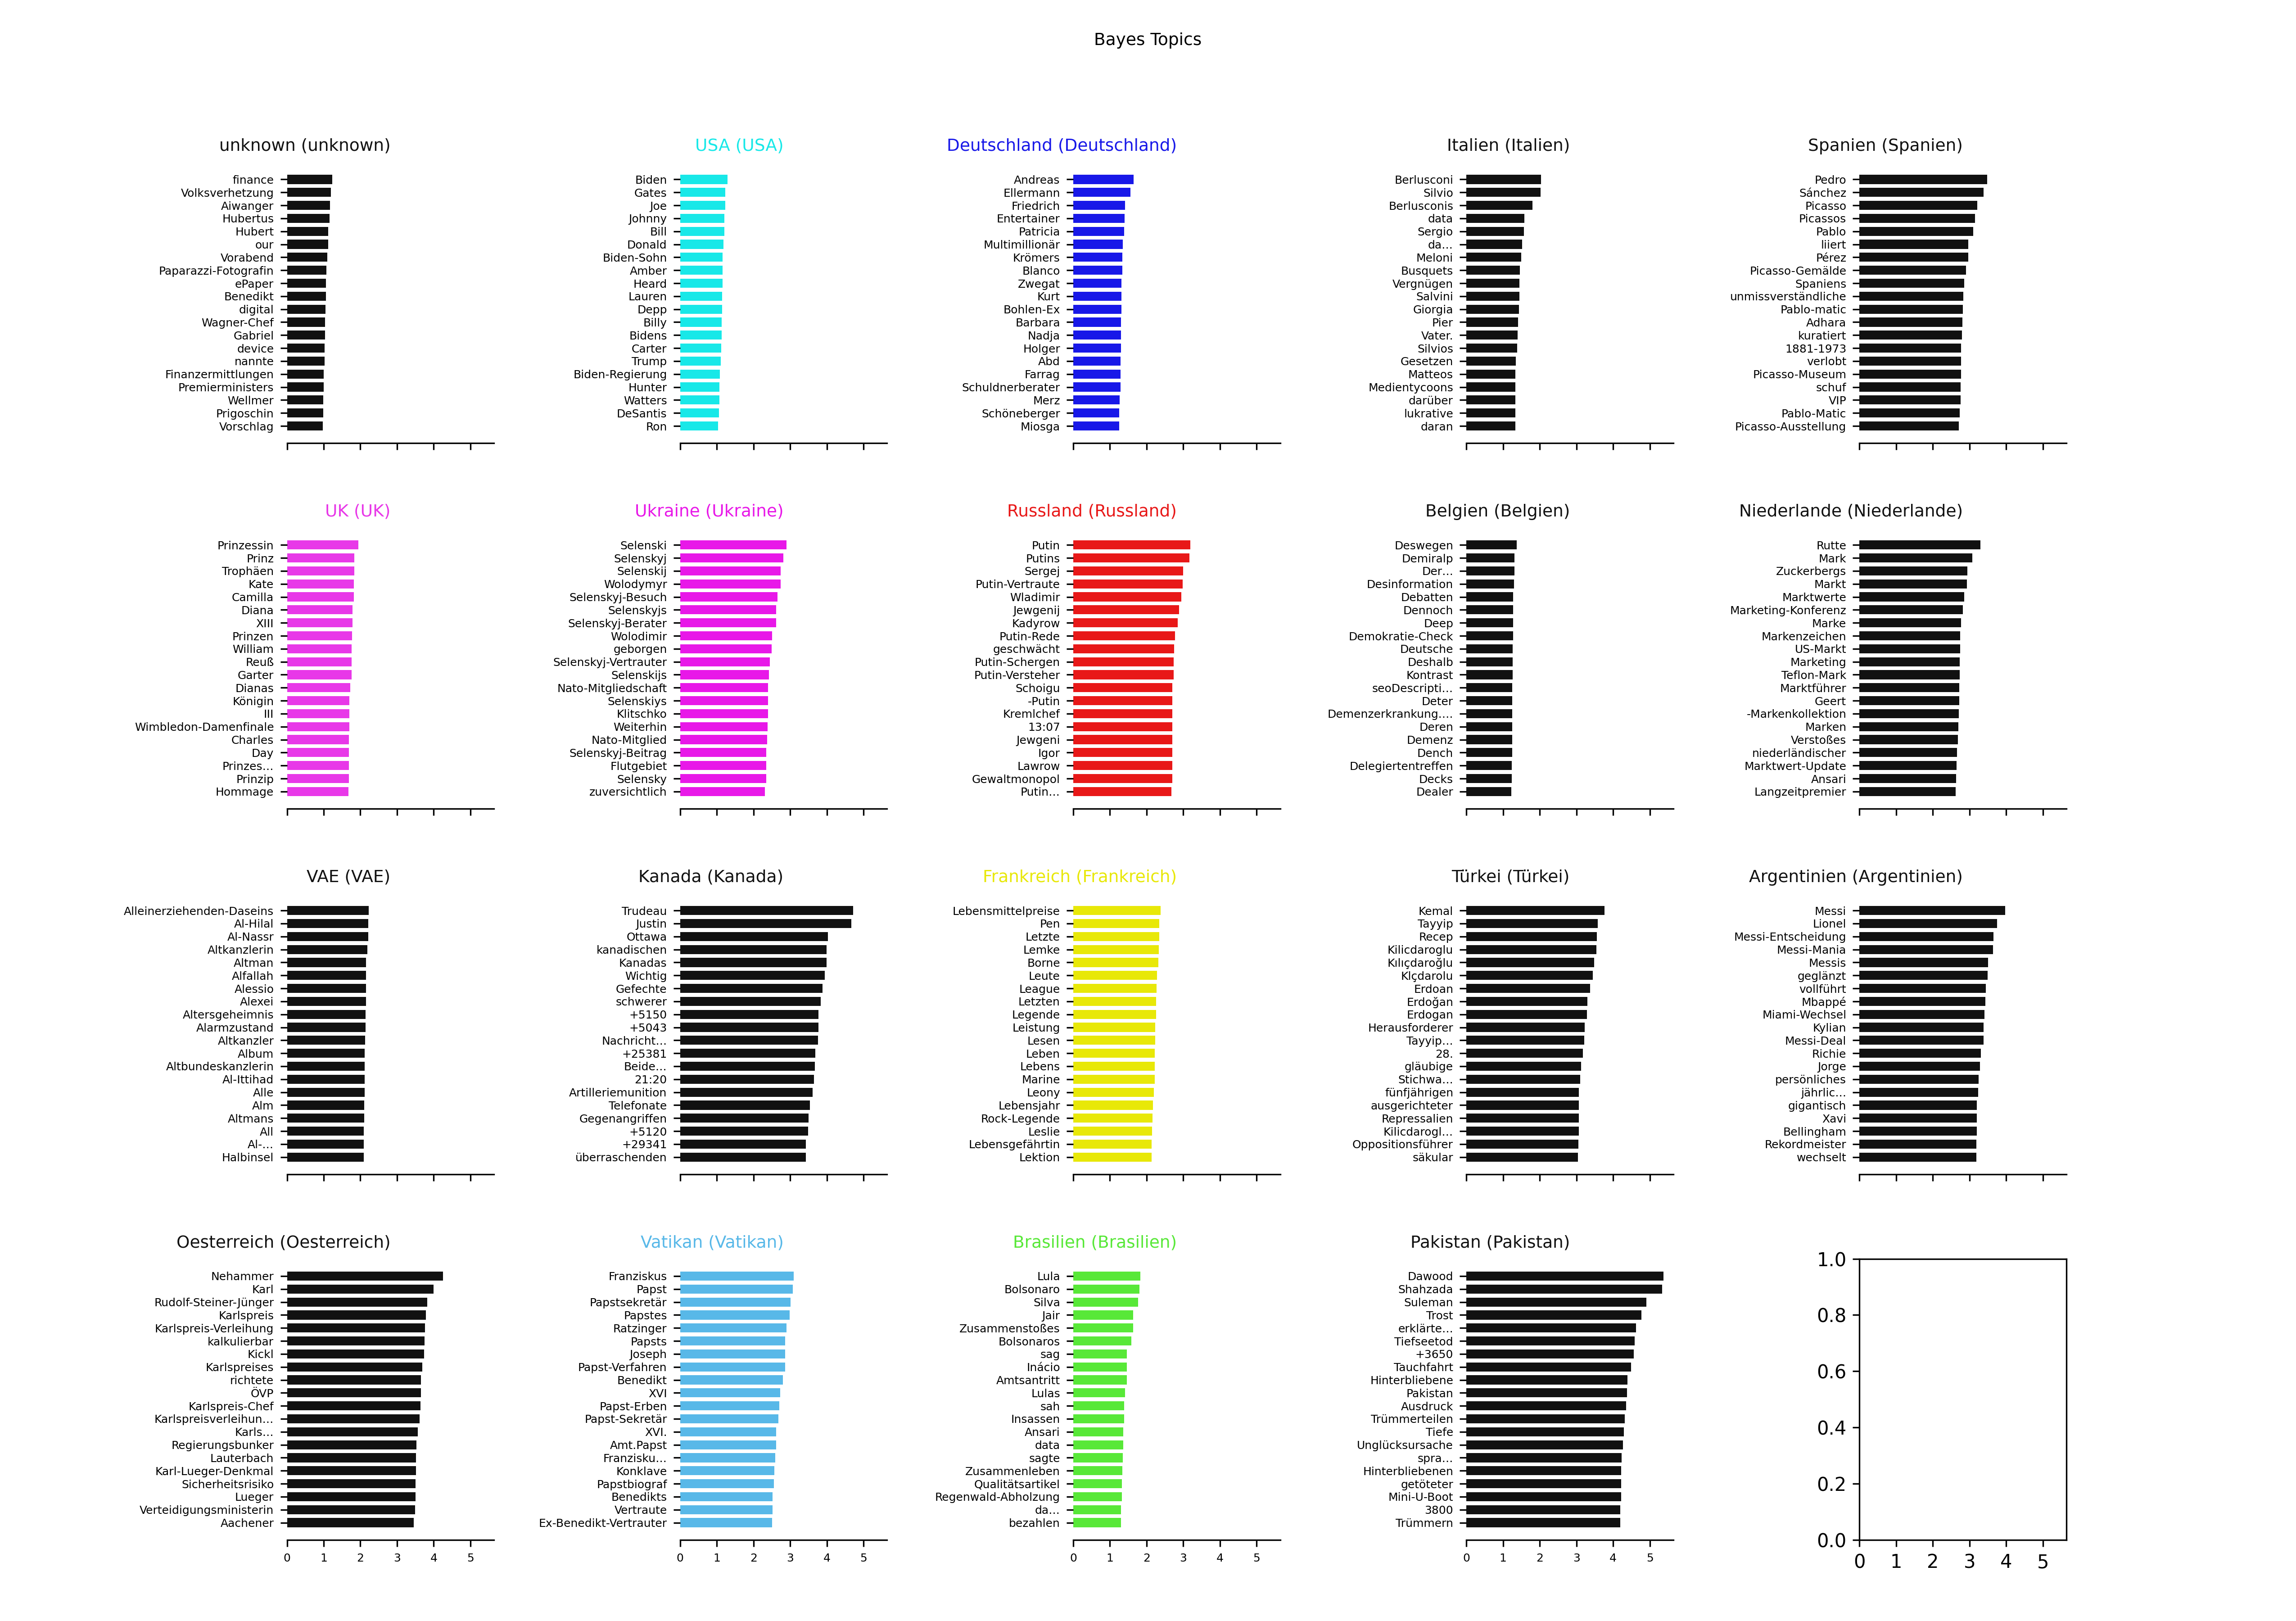 Bayes Topics
unknown (unknown)
finance
Volksverhetzung
Aiwanger
Hubertus
Hubert
our
Vorabend
Paparazzi-Fotografin
ePaper
Benedikt
digital
Wagner-Chef
Gabriel
device
nannte
Finanzermittlungen
Premierministers
Wellmer
Prigoschin
Vorschlag
USA (USA)
Biden
Gates
Joe
Johnny
Bill
Donald
Biden-Sohn
Amber
Heard
Lauren
Depp
Billy
Bidens
Carter
Trump
Biden-Regierung
Hunter
Watters
DeSantis
Ron
Deutschland (Deutschland)
Andreas
Ellermann
Friedrich
Entertainer
Patricia
Multimillionär
Krömers
Blanco
Zwegat
Kurt
Bohlen-Ex
Barbara
Nadja
Holger
Abd
Farrag
Schuldnerberater
Merz
Schöneberger
Miosga
Italien (Italien)
Berlusconi
Silvio
Berlusconis
data
Sergio
da...
Meloni
Busquets
Vergnügen
Salvini
Giorgia
Pier
Vater.
Silvios
Gesetzen
Matteos
Medientycoons
darüber
lukrative
daran
Spanien (Spanien)
Pedro
Sánchez
Picasso
Picassos
Pablo
liiert
Pérez
Picasso-Gemälde
Spaniens
unmissverständliche
Pablo-matic
Adhara
kuratiert
1881-1973
verlobt
Picasso-Museum
schuf
VIP
Pablo-Matic
Picasso-Ausstellung
UK (UK)
Prinzessin
Prinz
Trophäen
Kate
Camilla
Diana
XIII
Prinzen
William
Reuß
Garter
Dianas
Königin
III
Wimbledon-Damenfinale
Charles
Day
Prinzes...
Prinzip
Hommage
Ukraine (Ukraine)
Selenski
Selenskyj
Selenskij
Wolodymyr
Selenskyj-Besuch
Selenskyjs
Selenskyj-Berater
Wolodimir
geborgen
Selenskyj-Vertrauter
Selenskijs
Nato-Mitgliedschaft
Selenskiys
Klitschko
Weiterhin
Nato-Mitglied
Selenskyj-Beitrag
Flutgebiet
Selensky
zuversichtlich
Russland (Russland)
Putin
Putins
Sergej
Putin-Vertraute
Wladimir
Jewgenij
Kadyrow
Putin-Rede
geschwächt
Putin-Schergen
Putin-Versteher
Schoigu
-Putin
Kremlchef
13:07
Jewgeni
Igor
Lawrow
Gewaltmonopol
Putin...
Belgien (Belgien)
Deswegen
Demiralp
Der...
Desinformation
Debatten
Dennoch
Deep
Demokratie-Check
Deutsche
Deshalb
Kontrast
seoDescripti...
Deter
Demenzerkrankung....
Deren
Demenz
Dench
Delegiertentreffen
Decks
Dealer
Niederlande (Niederlande)
Rutte
Mark
Zuckerbergs
Markt
Marktwerte
Marketing-Konferenz
Marke
Markenzeichen
US-Markt
Marketing
Teflon-Mark
Marktführer
Geert
-Markenkollektion
Marken
Verstoßes
niederländischer
Marktwert-Update
Ansari
Langzeitpremier
VAE (VAE)
Alleinerziehenden-Daseins
Al-Hilal
Al-Nassr
Altkanzlerin
Altman
Alfallah
Alessio
Alexei
Altersgeheimnis
Alarmzustand
Altkanzler
Album
Altbundeskanzlerin
Al-Ittihad
Alle
Alm
Altmans
All
Al-...
Halbinsel
Kanada (Kanada)
Trudeau
Justin
Ottawa
kanadischen
Kanadas
Wichtig
Gefechte
schwerer
+5150
+5043
Nachricht...
+25381
Beide...
21:20
Artilleriemunition
Telefonate
Gegenangriffen
+5120
+29341
überraschenden
Frankreich (Frankreich)
Lebensmittelpreise
Pen
Letzte
Lemke
Borne
Leute
League
Letzten
Legende
Leistung
Lesen
Leben
Lebens
Marine
Leony
Lebensjahr
Rock-Legende
Leslie
Lebensgefährtin
Lektion
Türkei (Türkei)
Kemal
Tayyip
Recep
Kilicdaroglu
Kılıçdaroğlu
Klçdarolu
Erdoan
Erdoğan
Erdogan
Herausforderer
Tayyip...
28.
gläubige
Stichwa...
fünfjährigen
ausgerichteter
Repressalien
Kilicdarogl...
Oppositionsführer
säkular
Argentinien (Argentinien)
Messi
Lionel
Messi-Entscheidung
Messi-Mania
Messis
geglänzt
vollführt
Mbappé
Miami-Wechsel
Kylian
Messi-Deal
Richie
Jorge
persönliches
jährlic...
gigantisch
Xavi
Bellingham
Rekordmeister
wechselt
Oesterreich (Oesterreich)
Nehammer
Karl
Rudolf-Steiner-Jünger
Karlspreis
Karlspreis-Verleihung
kalkulierbar
Kickl
Karlspreises
richtete
ÖVP
Karlspreis-Chef
Karlspreisverleihun...
Karls...
Regierungsbunker
Lauterbach
Karl-Lueger-Denkmal
Sicherheitsrisiko
Lueger
Verteidigungsministerin
Aachener
0 1 2 3 4 5
Vatikan (Vatikan)
Franziskus
Papst
Papstsekretär
Papstes
Ratzinger
Papsts
Joseph
Papst-Verfahren
Benedikt
XVI
Papst-Erben
Papst-Sekretär
XVI.
Amt.Papst
Franzisku...
Konklave
Papstbiograf
Benedikts
Vertraute
Ex-Benedikt-Vertrauter
0 1 2 3 4 5
Brasilien (Brasilien)
Lula
Bolsonaro
Silva
Jair
Zusammenstoßes
Bolsonaros
sag
Inácio
Amtsantritt
Lulas
sah
Insassen
Ansari
data
sagte
Zusammenleben
Qualitätsartikel
Regenwald-Abholzung
da...
bezahlen
0 1 2 3 4 5
Pakistan (Pakistan)
Dawood
Shahzada
Suleman
Trost
erklärte...
Tiefseetod
+3650
Tauchfahrt
Hinterbliebene
Pakistan
Ausdruck
Trümmerteilen
Tiefe
Unglücksursache
spra...
Hinterbliebenen
getöteter
Mini-U-Boot
3800
Trümmern
0 1 2 3 4 5
1.0
0.8
0.6
0.4
0.2
0.0
0 1 2 3 4 5